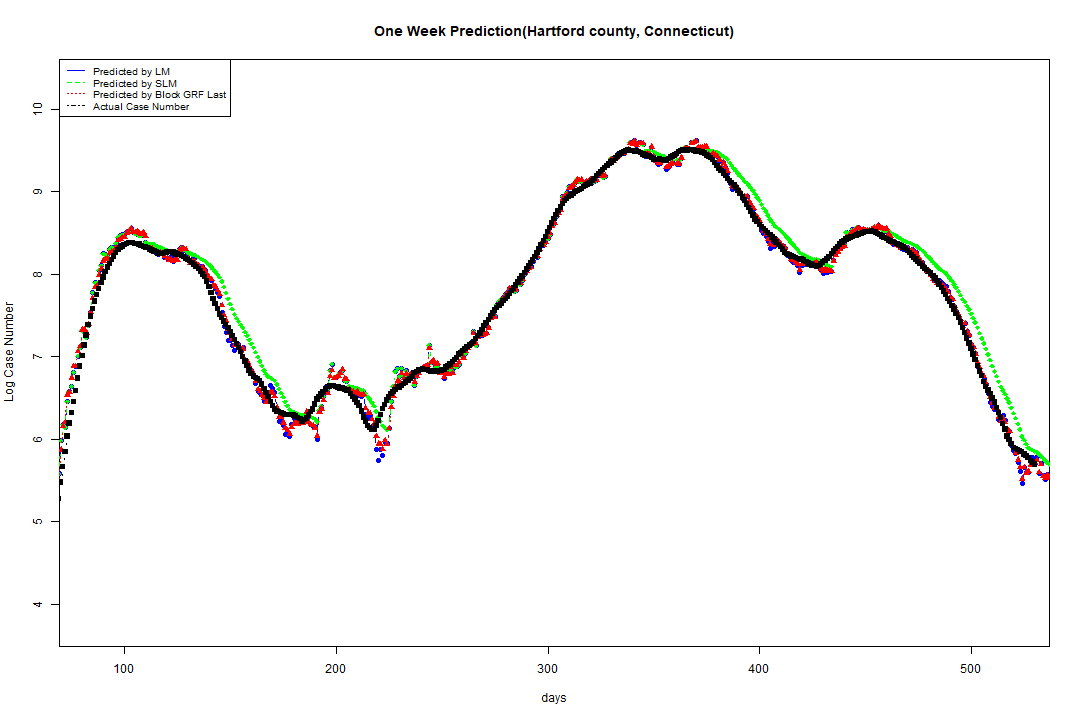 One Week Prediction(Hartford county, Connecticut)
Predicted by LM
Predicted by SLM
Predicted by Block GRF Last
Actual Case Number
10
9
8
7
6
5
4
Log Case Number
100 200 300 400 500
days